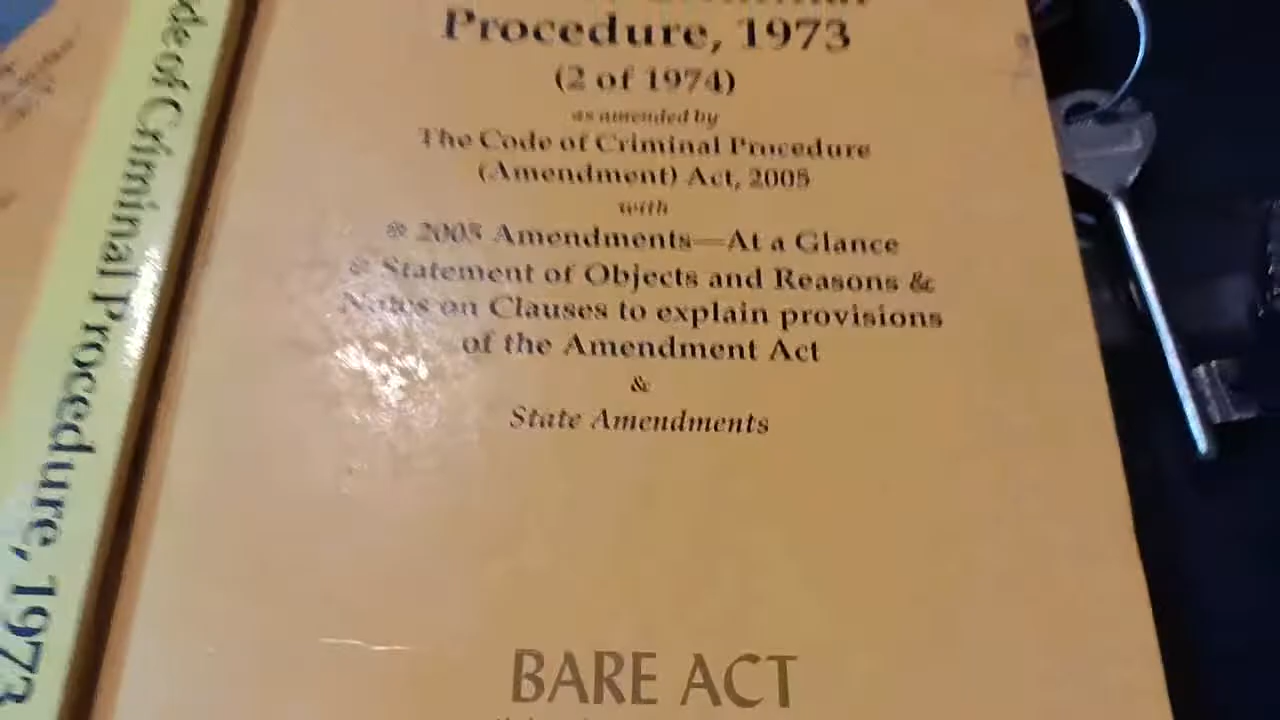 de of Criminal Procedure, 1973
Procedure, 1973
(2 of 1974)
as amended by
The Code of Criminal Procedure
(Amendment) Act, 2005
with
2005 Amendments—At a Glance
Statement of Objects and Reasons &
Notes on Clauses to explain provisions
of the Amendment Act
&
State Amendments
BARE ACT